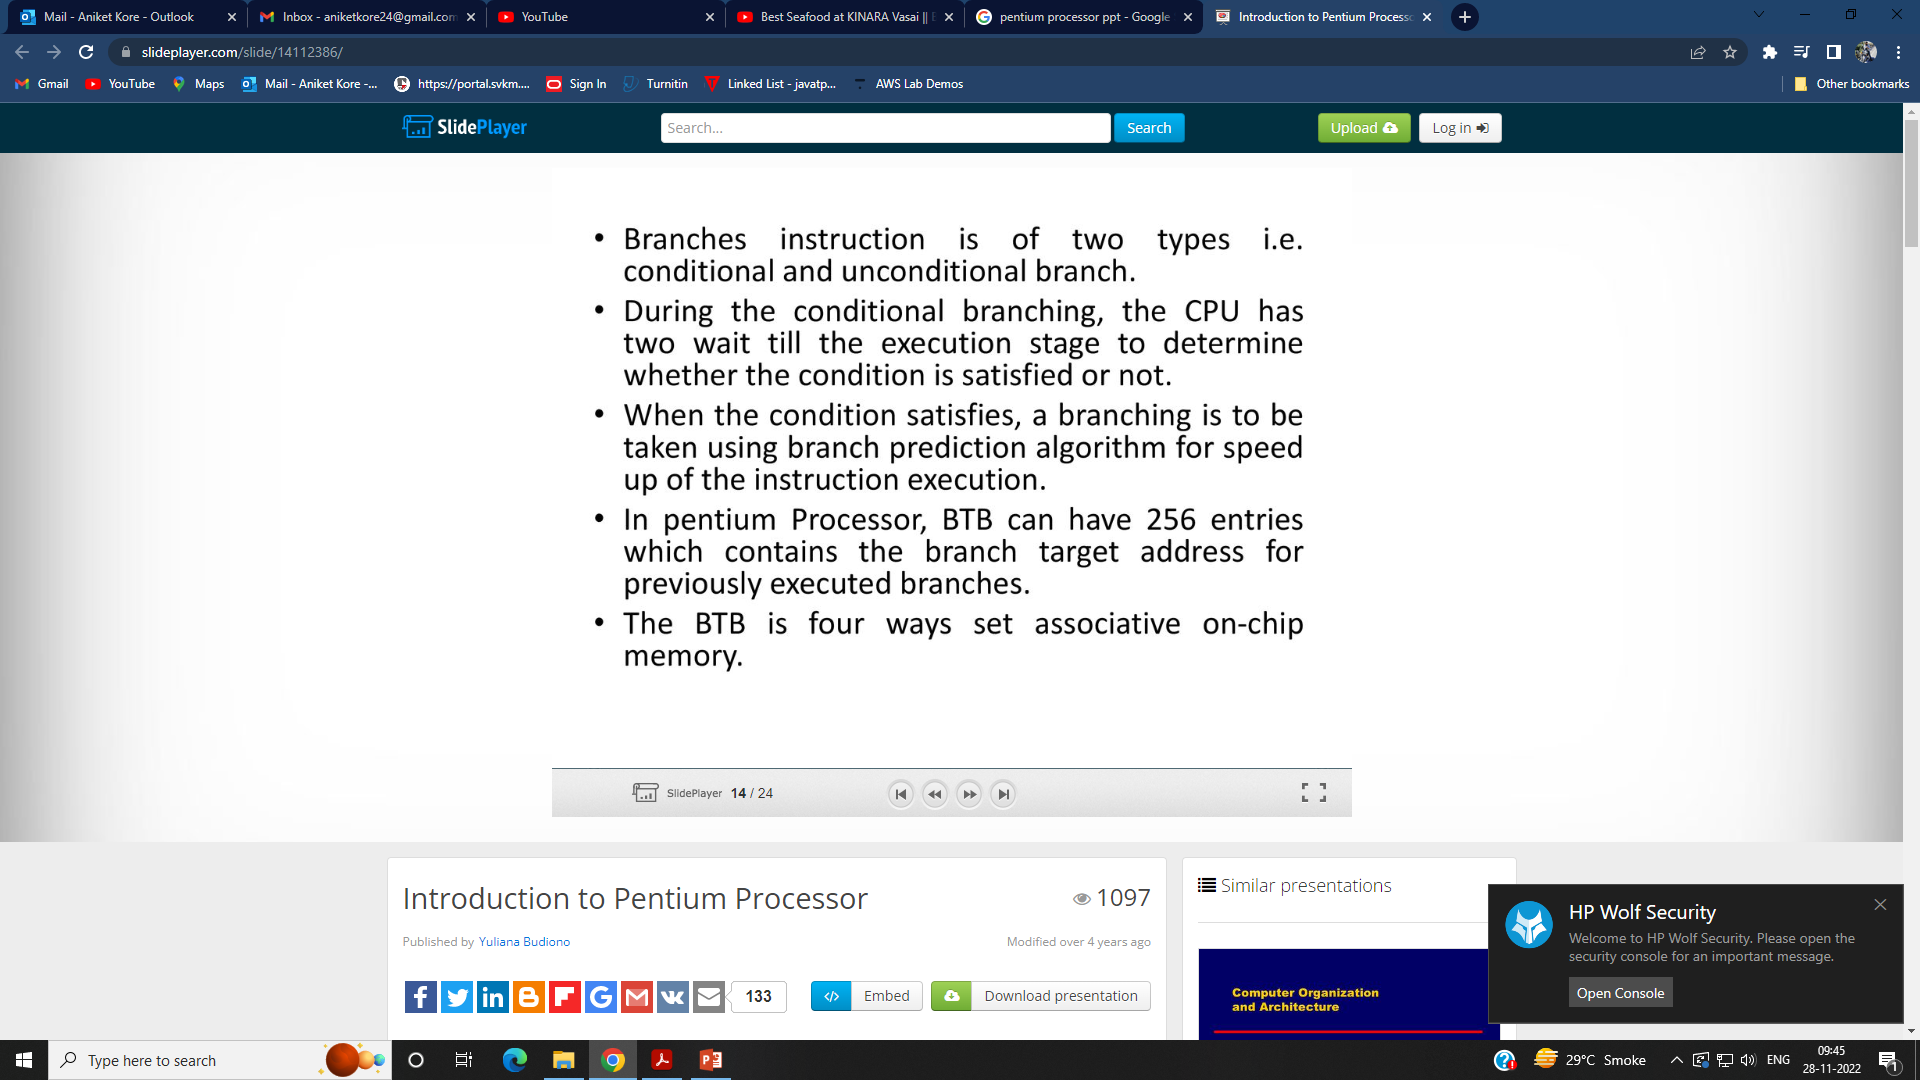 Mail - Aniket Kore - Outlook
Inbox - aniketkore24@gmail.com
YouTube
Best Seafood at KINARA Vasai ||
pentium processor ppt - Google
Introduction to Pentium Process
slideplayer.com/slide/14112386/
Gmail
YouTube
Maps
Mail - Aniket Kore -...
https://portal.svkm....
Sign In
Turnitin
Linked List - javatp...
AWS Lab Demos
Other bookmarks
SlidePlayer
Search...
Search
Upload
Log in
• Branches instruction is of two types i.e.
conditional and unconditional branch.
• During the conditional branching, the CPU has
two wait till the execution stage to determine
whether the condition is satisfied or not.
• When the condition satisfies, a branching is to be
taken using branch prediction algorithm for speed
up of the instruction execution.
• In pentium Processor, BTB can have 256 entries
which contains the branch target address for
previously executed branches.
• The BTB is four ways set associative on-chip
memory.
SlidePlayer 14 / 24
Introduction to Pentium Processor
1097
Published by Yuliana Budiono
Modified over 4 years ago
133
Embed
Download presentation
Similar presentations
Computer Organization
and Architecture
HP Wolf Security
Welcome to HP Wolf Security. Please open the
security console for an important message.
Open Console
Type here to search
29°C Smoke
ENG
09:45
28-11-2022
1